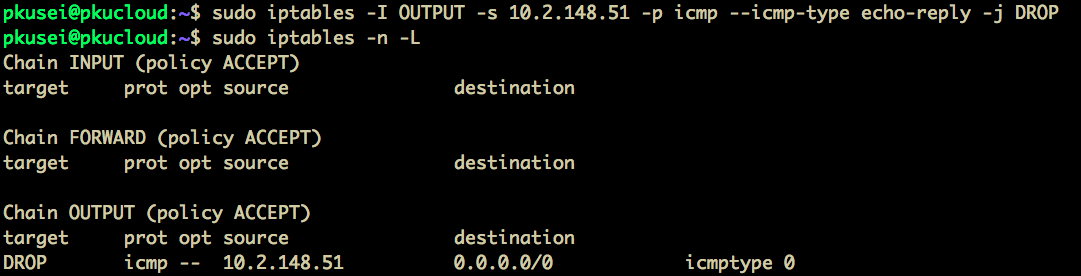 pkusei@pkucloud:~$ sudo iptables -I OUTPUT -s 10.2.148.51 -p icmp --icmp-type echo-reply -j DROP
pkusei@pkucloud:~$ sudo iptables -n -L
Chain INPUT (policy ACCEPT)
target     prot opt source               destination

Chain FORWARD (policy ACCEPT)
target     prot opt source               destination

Chain OUTPUT (policy ACCEPT)
target     prot opt source               destination
DROP       icmp --  10.2.148.51          0.0.0.0/0            icmptype 0